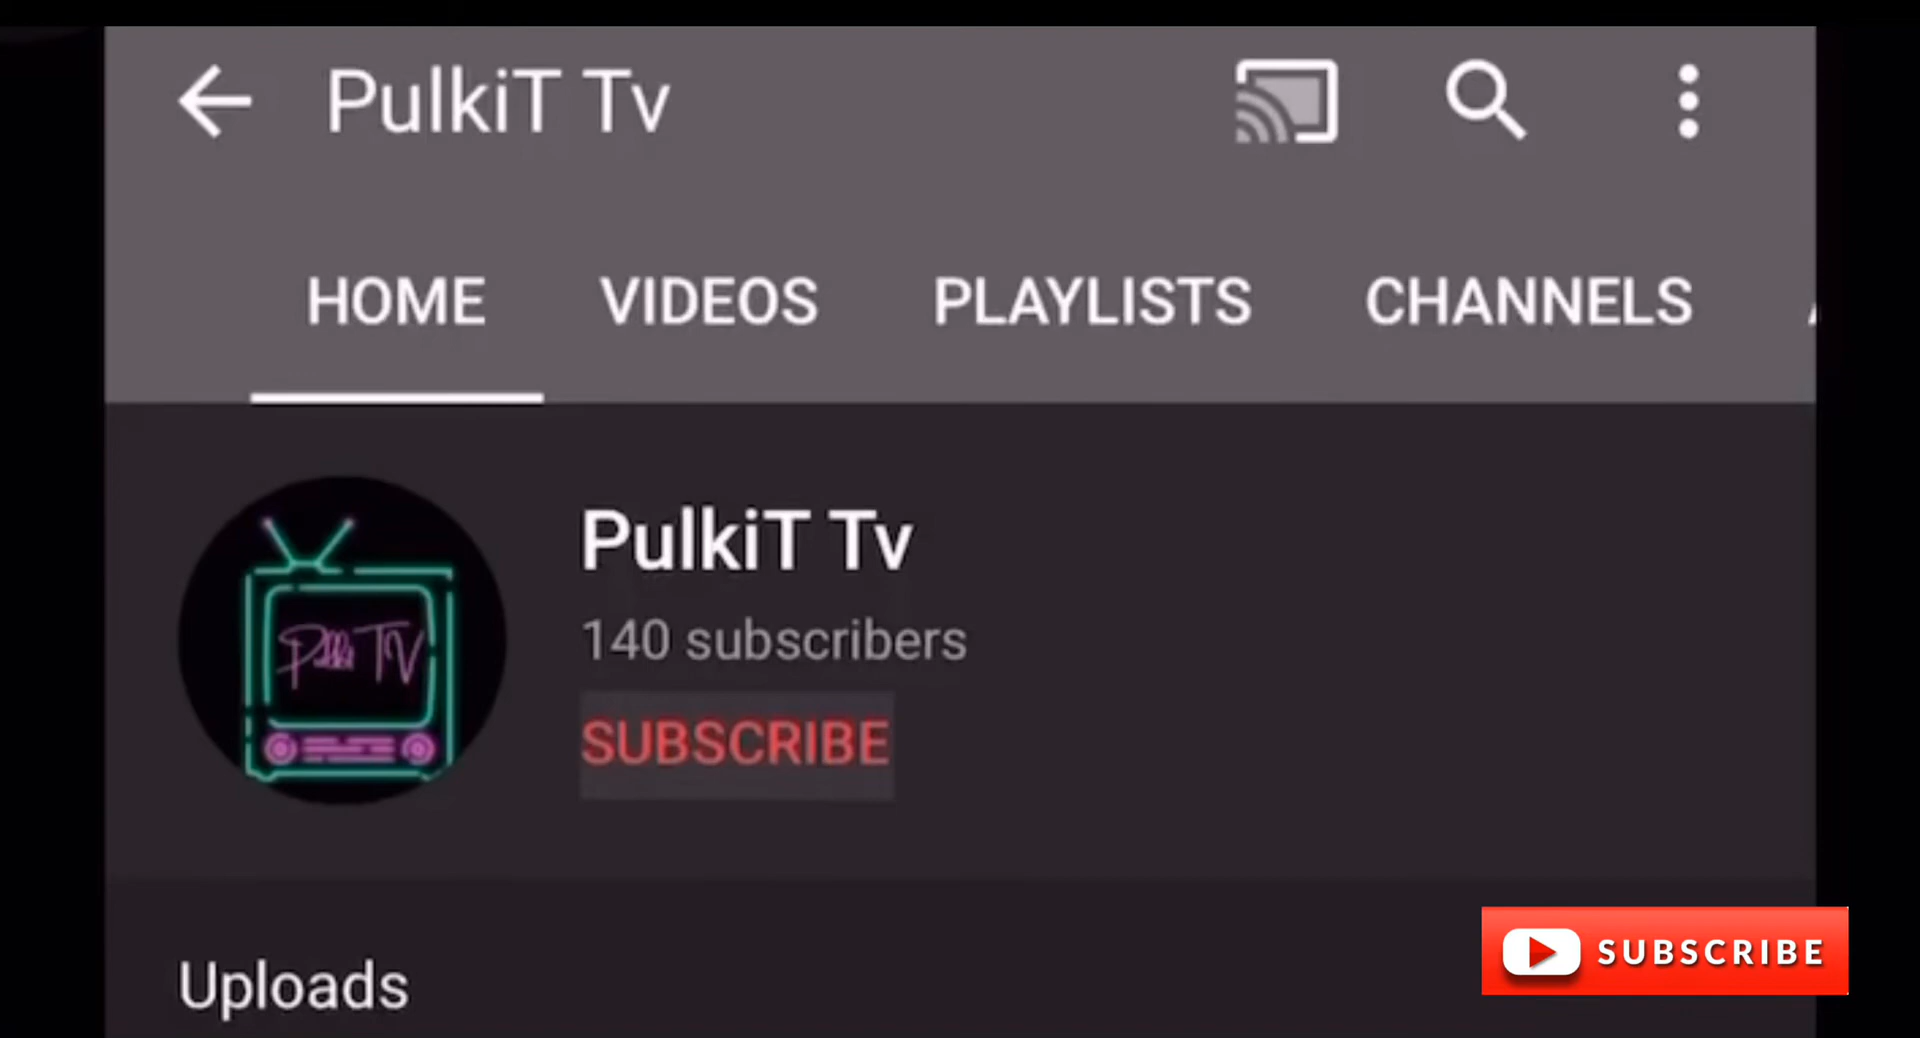 PulkiT Tv
HOME VIDEOS PLAYLISTS CHANNELS
PulkiT Tv
140 subscribers
SUBSCRIBE
Uploads
SUBSCRIBE